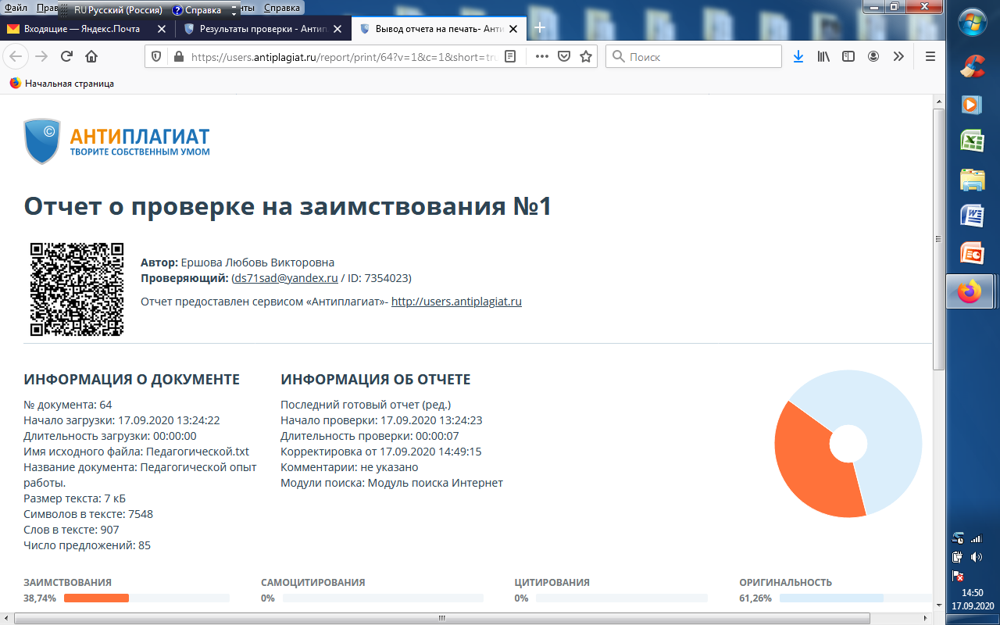 Файл
RU Русский (Россия) Справка
Справка
Входящие — Яндекс.Почта
Результаты проверки - Антип
Вывод отчета на печать- Анти
https://users.antiplagiat.ru/report/print/64?v=1&c=1&short=tru
Поиск
Начальная страница
©
АНТИПЛАГИАТ
ТВОРИТЕ СОБСТВЕННЫМ УМОМ
Отчет о проверке на заимствования №1
Автор: Ершова Любовь Викторовна
Проверяющий: (ds71sad@yandex.ru / ID: 7354023)
Отчет предоставлен сервисом «Антиплагиат»- http://users.antiplagiat.ru
ИНФОРМАЦИЯ О ДОКУМЕНТЕ
№ документа: 64
Начало загрузки: 17.09.2020 13:24:22
Длительность загрузки: 00:00:00
Имя исходного файла: Педагогической.txt
Название документа: Педагогической опыт
работы.
Размер текста: 7 кБ
Символов в тексте: 7548
Слов в тексте: 907
Число предложений: 85
ИНФОРМАЦИЯ ОБ ОТЧЕТЕ
Последний готовый отчет (ред.)
Начало проверки: 17.09.2020 13:24:23
Длительность проверки: 00:00:07
Корректировка от 17.09.2020 14:49:15
Комментарии: не указано
Модули поиска: Модуль поиска Интернет
ЗАИМСТВОВАНИЯ
38,74%
САМОЦИТИРОВАНИЯ
0%
ЦИТИРОВАНИЯ
0%
ОРИГИНАЛЬНОСТЬ
61,26%
14:50
17.09.2020